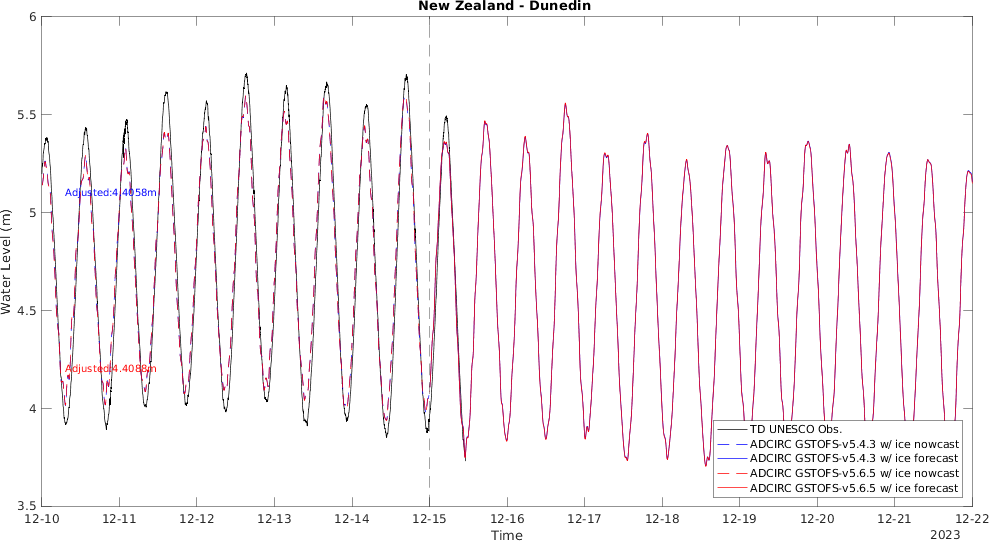 New Zealand - Dunedin
6
5.5
5
4.5
4
3.5
Water Level (m)
Adjusted:4.4058m
Adjusted:4.4088m
TD UNESCO Obs.
ADCIRC GSTOFS-v5.4.3 w/ ice nowcast
ADCIRC GSTOFS-v5.4.3 w/ ice forecast
ADCIRC GSTOFS-v5.6.5 w/ ice nowcast
ADCIRC GSTOFS-v5.6.5 w/ ice forecast
12-10 12-11 12-12 12-13 12-14 12-15 12-16 12-17 12-18 12-19 12-20 12-21 12-22
Time
2023